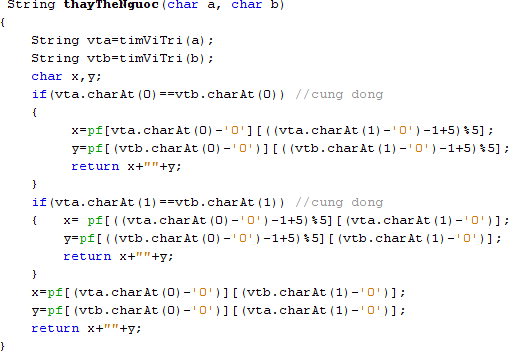 String thayTheNguoc(char a, char b)
{
    String vta=timViTri(a);
    String vtb=timViTri(b);
    char x,y;
    if(vta.charAt(0)==vtb.charAt(0)) //cung dong
    {
         x=pf[vta.charAt(0)-'0'][((vta.charAt(1)-'0')-1+5)%5];
         y=pf[(vtb.charAt(0)-'0')][((vtb.charAt(1)-'0')-1+5)%5];
         return x+""+y;
    }
    if(vta.charAt(1)==vtb.charAt(1)) //cung dong
    {   x= pf[((vta.charAt(0)-'0')-1+5)%5][(vta.charAt(1)-'0')];
        y=pf[((vtb.charAt(0)-'0')-1+5)%5][(vtb.charAt(1)-'0')];
        return x+""+y;
    }
    x=pf[(vta.charAt(0)-'0')][(vtb.charAt(1)-'0')];
    y=pf[(vtb.charAt(0)-'0')][(vta.charAt(1)-'0')];
    return x+""+y;
}